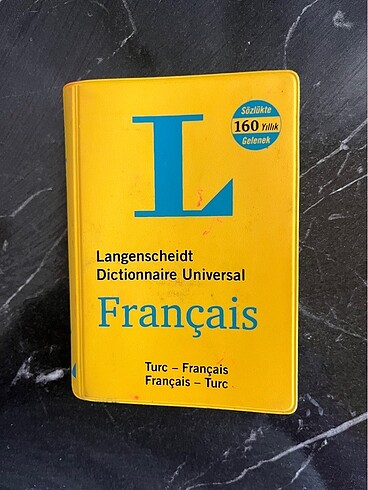 L
Sözlükte
160 Yıllık
Gelenek
Langenscheidt
Dictionnaire Universal
Français
Turc – Français
Français – Turc